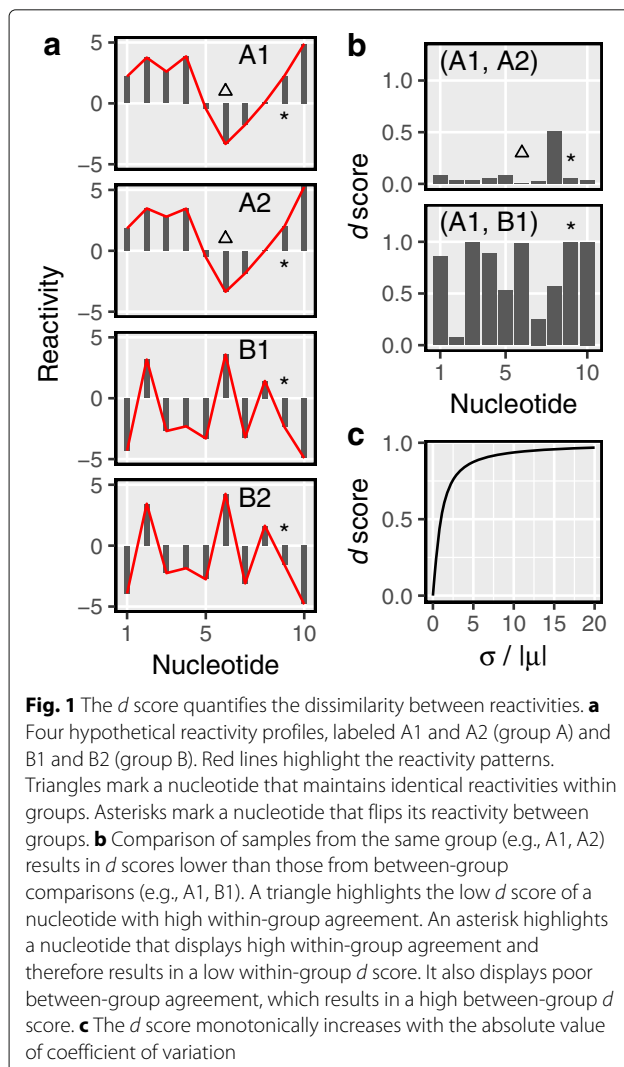 a
5
A1
△
0
*
−5
5
A2
△
0
*
−5
Reactivity
5
B1
*
0
−5
5
B2
*
0
−5
1
5
10
Nucleotide
b
(A1, A2)
1.0
0.5
△
*
0.0
d score
(A1, B1)
*
1.0
0.5
0.0
1
5
10
Nucleotide
c
1.00
0.75
0.0
d score
0 5 10 15 20
σ / |μ|
Fig. 1 The d score quantifies the dissimilarity between reactivities. a
Four hypothetical reactivity profiles, labeled A1 and A2 (group A) and
B1 and B2 (group B). Red lines highlight the reactivity patterns.
Triangles mark a nucleotide that maintains identical reactivities within
groups. Asterisks mark a nucleotide that flips its reactivity between
groups. b Comparison of samples from the same group (e.g., A1, A2)
results in d scores lower than those from between-group
comparisons (e.g., A1, B1). A triangle highlights the low d score of a
nucleotide with high within-group agreement. An asterisk highlights
a nucleotide that displays high within-group agreement and
therefore results in a low within-group d score. It also displays poor
between-group agreement, which results in a high between-group d
score. c The d score monotonically increases with the absolute value
of coefficient of variation